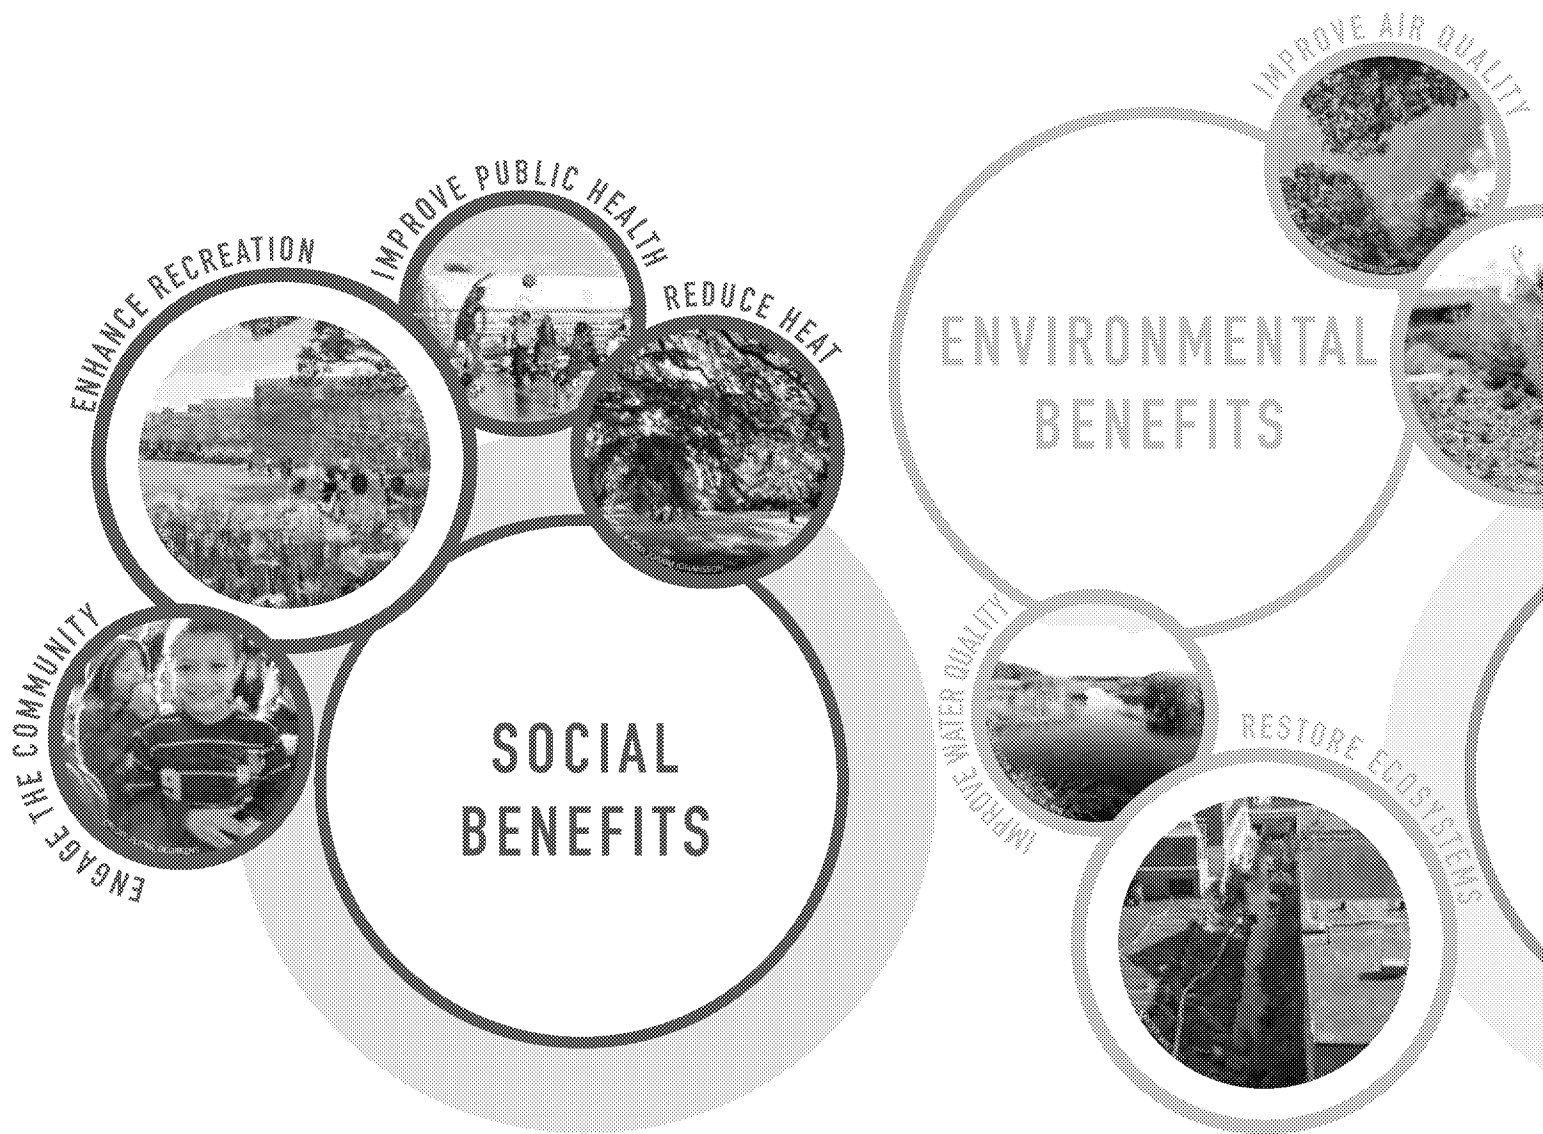 IMPROVE AIR QUALITY
IMPROVE PUBLIC HEALTH
ENHANCE RECREATION
REDUCE HEAT
ENVIRONMENTAL
BENEFITS
ENGAGE THE COMMUNITY
IMPROVE WATER QUALITY
SOCIAL
BENEFITS
RESTORE ECOSYSTEMS